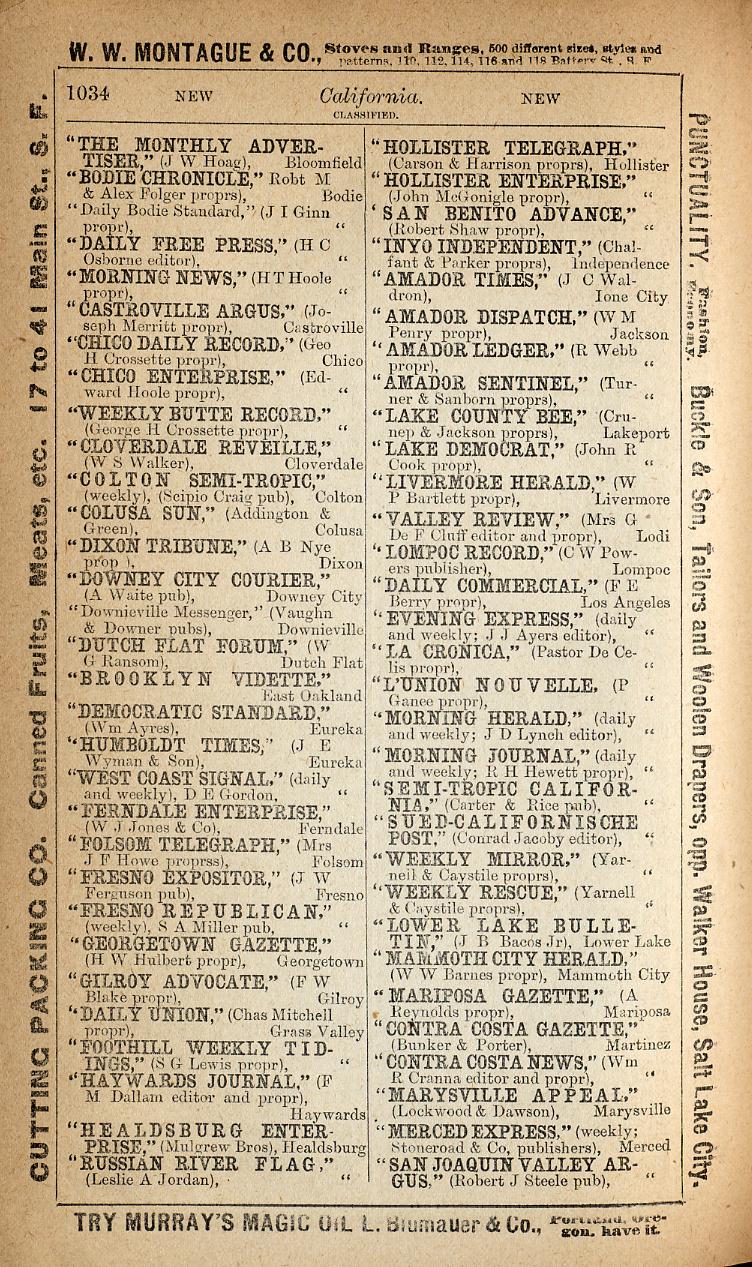 W. W. MONTAGUE & CO., Stoves and Ranges, 500 different sizes, styles and
patterns, 110, 112, 114, 116 and 118 Battery St., S. F.
1034 NEW California. NEW
CLASSIFIED.
"THE MONTHLY ADVER-
TISER," (J W Hoag), Bloomfield
"BODIE CHRONICLE," Robt M
& Alex Folger proprs), Bodie
"Daily Bodie Standard," (J I Ginn
propr), "
"DAILY FREE PRESS," (H C
Osborne editor), "
"MORNING NEWS," (H T Hoole
propr), "
"CASTROVILLE ARGUS," (Jo-
seph Merritt propr), Castroville
"CHICO DAILY RECORD," (Geo
H Crossette propr), Chico
"CHICO ENTERPRISE," (Ed-
ward Hoole propr), "
"WEEKLY BUTTE RECORD,"
(George H Crossette propr), "
"CLOVERDALE REVEILLE,"
(W S Walker), Cloverdale
"COLTON SEMI-TROPIC,"
(weekly), (Scipio Craig pub), Colton
"COLUSA SUN," (Addington &
Green), Colusa
"DIXON TRIBUNE," (A B Nye
prop ), Dixon
"DOWNEY CITY COURIER,"
(A Waite pub), Downey City
"Downieville Messenger," (Vaughn
& Downer pubs), Downieville
"DUTCH FLAT FORUM," (W
G Ransom), Dutch Flat
"BROOKLYN VIDETTE,"
East Oakland
"DEMOCRATIC STANDARD,"
(Wm Ayres), Eureka
"HUMBOLDT TIMES," (J E
Wyman & Son), Eureka
"WEST COAST SIGNAL," (daily
and weekly), D E Gordon, "
"FERNDALE ENTERPRISE,"
(W J Jones & Co), Ferndale
"FOLSOM TELEGRAPH," (Mrs
J F Howe proprss), Folsom
"FRESNO EXPOSITOR," (J W
Ferguson pub), Fresno
"FRESNO REPUBLICAN,"
(weekly), S A Miller pub, "
"GEORGETOWN GAZETTE,"
(H W Hulbert propr), Georgetown
"GILROY ADVOCATE," (F W
Blake propr), Gilroy
"DAILY UNION," (Chas Mitchell
propr), Grass Valley
"FOOTHILL WEEKLY TID-
INGS," (S G Lewis propr), "
"HAYWARDS JOURNAL," (F
M Dallam editor and propr),
Haywards
"HEALDSBURG ENTER-
PRISE," (Mulgrew Bros), Healdsburg
"RUSSIAN RIVER FLAG,"
(Leslie A Jordan), "
"HOLLISTER TELEGRAPH,"
(Carson & Harrison proprs), Hollister
"HOLLISTER ENTERPRISE,"
(John McGonigle propr), "
'SAN BENITO ADVANCE,"
(Robert Shaw propr), "
"INYO INDEPENDENT," (Chal-
fant & Parker proprs), Independence
"AMADOR TIMES," (J C Wal-
dron), Ione City
"AMADOR DISPATCH," (W M
Penry propr), Jackson
"AMADOR LEDGER," (R Webb
propr), "
"AMADOR SENTINEL," (Tur-
ner & Sanborn proprs), "
"LAKE COUNTY BEE," (Cru-
nep & Jackson proprs), Lakeport
"LAKE DEMOCRAT," (John R
Cook propr), "
"LIVERMORE HERALD," (W
P Bartlett propr), Livermore
"VALLEY REVIEW," (Mrs G
De F Cluff editor and propr), Lodi
"LOMPOC RECORD," (C W Pow-
ers publisher), Lompoc
"DAILY COMMERCIAL," (F E
Berry propr), Los Angeles
"EVENING EXPRESS," (daily
and weekly; J J Ayers editor), "
"LA CRONICA," (Pastor De Ce-
lis propr), "
"L'UNION NOUVELLE, (P
Ganee propr), "
"MORNING HERALD," (daily
and weekly; J D Lynch editor), "
"MORNING JOURNAL," (daily
and weekly; R H Hewett propr), "
"SEMI-TROPIC CALIFOR-
NIA," (Carter & Rice pub), "
"SUED-CALIFORNISCHE
POST," (Conrad Jacoby editor), "
"WEEKLY MIRROR," (Yar-
nell & Caystile proprs), "
"WEEKLY RESCUE," (Yarnell
& Caystile proprs), "
"LOWER LAKE BULLE-
TIN," (J B Bacos Jr), Lower Lake
"MAMMOTH CITY HERALD,"
(W W Barnes propr), Mammoth City
"MARIPOSA GAZETTE," (A
Reynolds propr), Mariposa
"CONTRA COSTA GAZETTE,"
(Bunker & Porter), Martinez
"CONTRA COSTA NEWS," (Wm
R Cranna editor and propr), "
"MARYSVILLE APPEAL,"
(Lockwood & Dawson), Marysville
"MERCED EXPRESS," (weekly;
Stoneroad & Co, publishers), Merced
"SAN JOAQUIN VALLEY AR-
GUS," (Robert J Steele pub), "
CUTTING PACKING CO. Canned Fruits, Meats, etc. 17 to 41 Main St., S. F.
PUNCTUALITY, Fashion, Economy. Buckle & Son, Tailors and Woolen Drapers, opp. Walker House, Salt Lake City.
TRY MURRAY'S MAGIC OIL L. Blumauer & Co., Portland, Ore-
gon, have it.